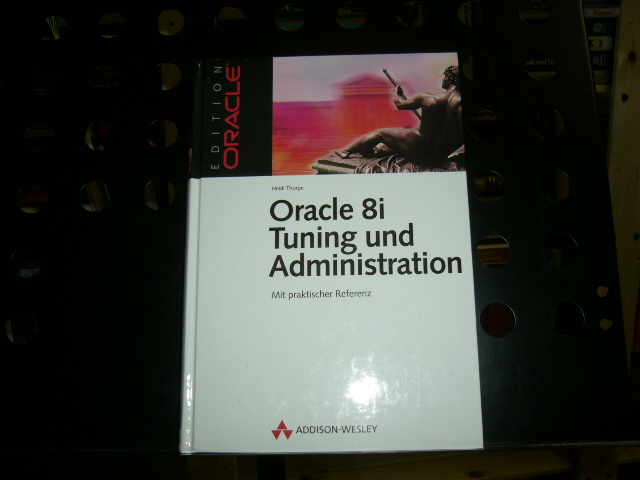 EDITION
ORACLE
Heidi Thorpe
Oracle 8i
Tuning und
Administration
Mit praktischer Referenz
ADDISON-WESLEY